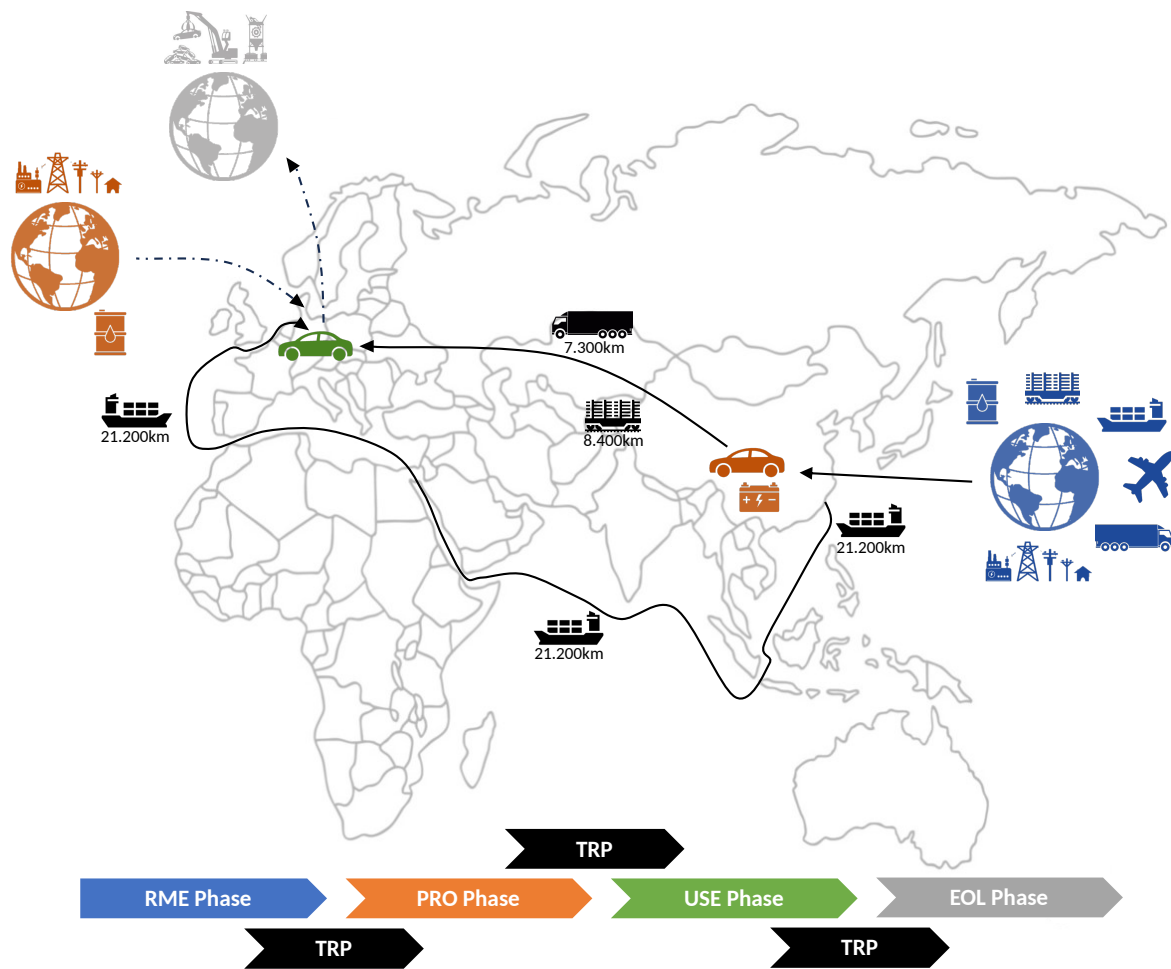 7.300km
21.200km
8.400km
21.200km
21.200km
TRP
RME Phase
PRO Phase
USE Phase
EOL Phase
TRP
TRP